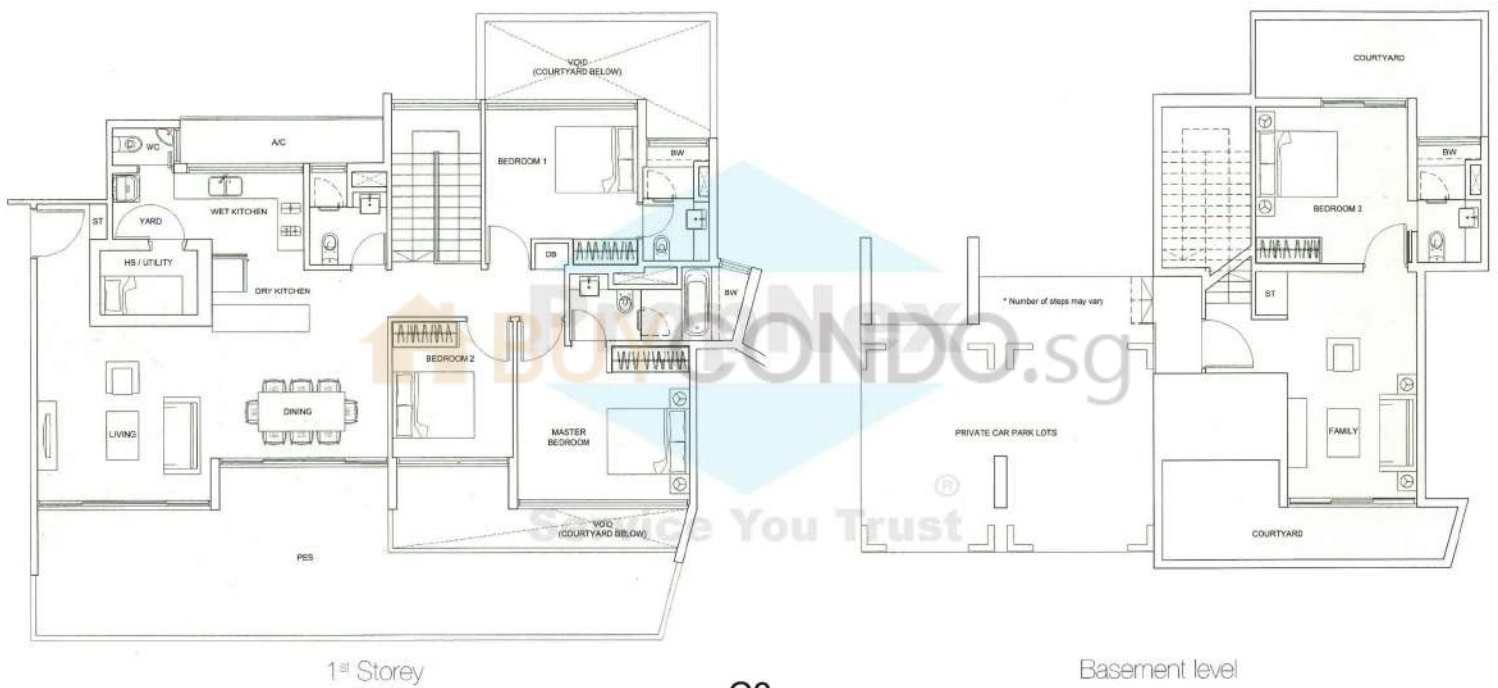 VOID
(COURTYARD BELOW)
WC
A/C
BEDROOM 1
BW
ST
YARD
WET KITCHEN
HS / UTILITY
DB
DRY KITCHEN
BW
BEDROOM 2
LIVING
DINING
MASTER
BEDROOM
VOID
(COURTYARD BELOW)
PES
1st Storey
COURTYARD
BW
BEDROOM 3
ST
* Number of steps may vary
PRIVATE CAR PARK LOTS
FAMILY
COURTYARD
Basement level
BUYCONDO.sg
®
Service You Trust